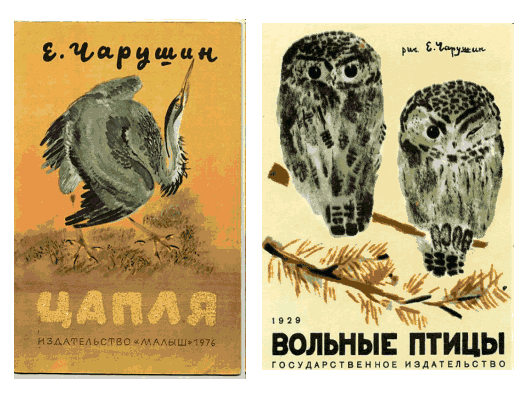 Е. Чарушин
ЦАПЛЯ
ИЗДАТЕЛЬСТВО «МАЛЫШ» 1976
рис. Е. Чарушин
1929
ВОЛЬНЫЕ ПТИЦЫ
ГОСУДАРСТВЕННОЕ ИЗДАТЕЛЬСТВО